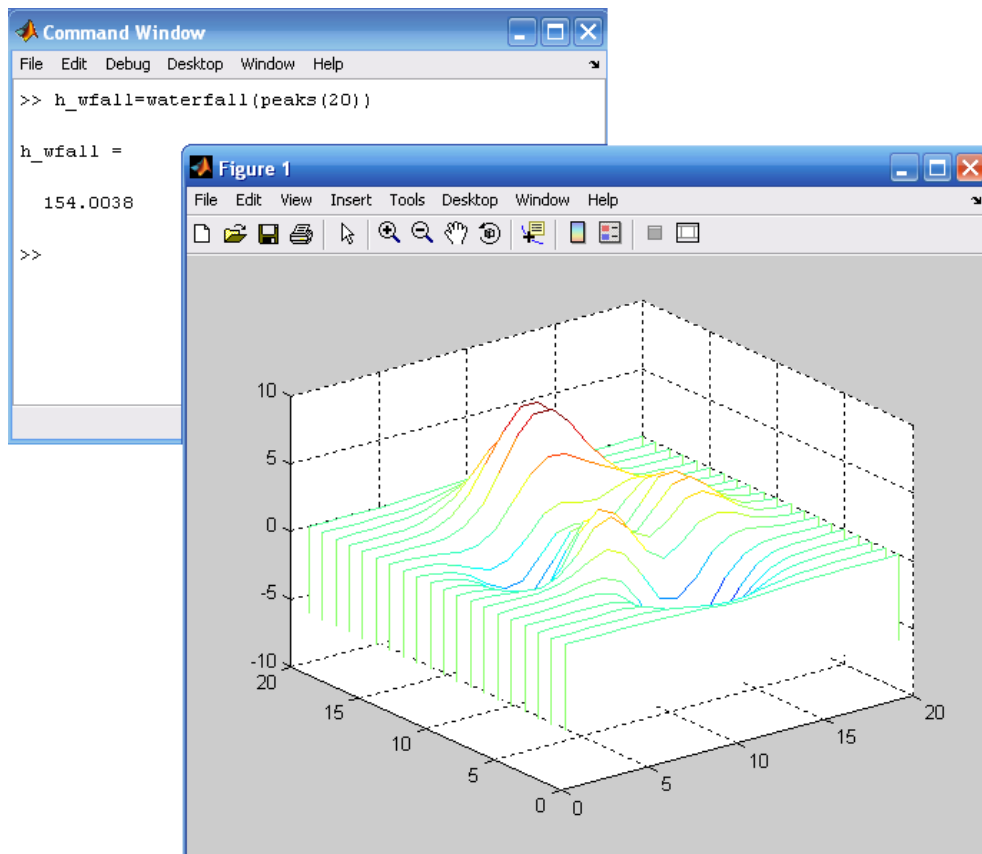 Command Window
File Edit Debug Desktop Window Help
>> h_wfall=waterfall(peaks(20))
h_wfall =
154.0038
>>
Figure 1
File Edit View Insert Tools Desktop Window Help
10
5
0
-5
-10
20
15
10
5
0
0
5
10
15
20